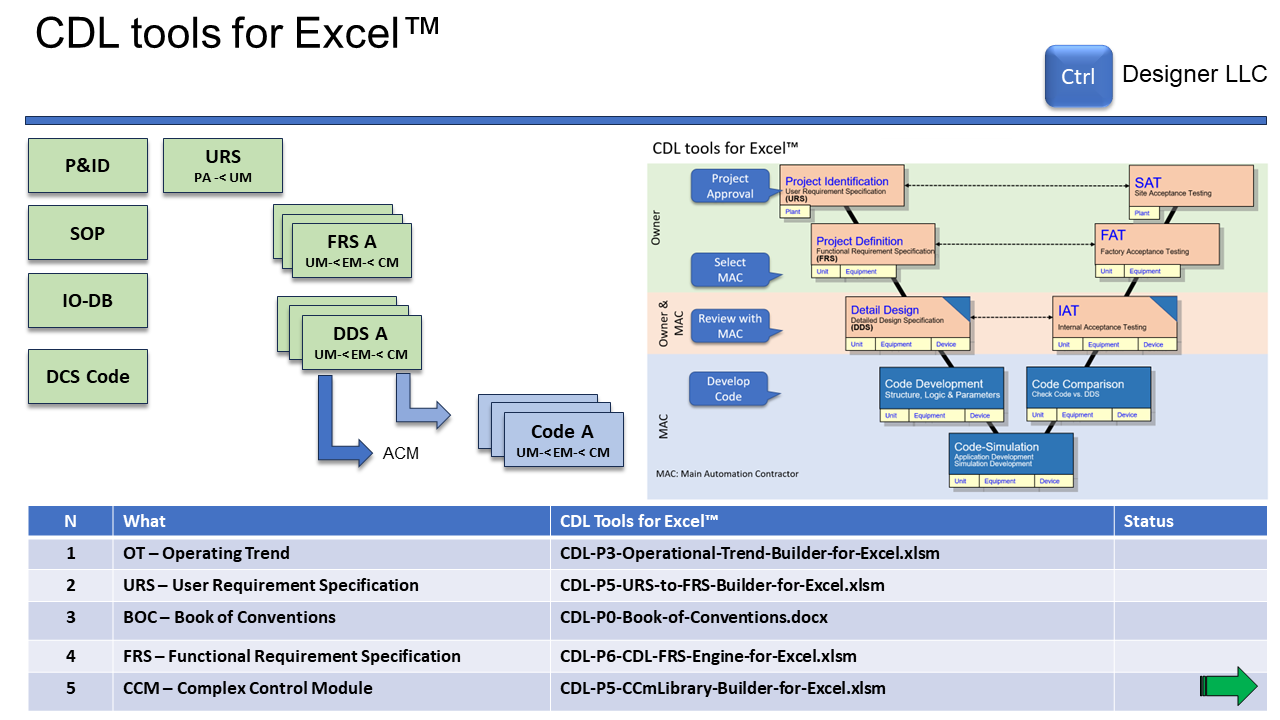 CDL tools for Excel™
Ctrl
Designer LLC
P&ID
URS
PA -< UM
SOP
FRS A
UM-< EM-< CM
IO-DB
DDS A
UM-< EM-< CM
DCS Code
ACM
Code A
UM-< EM-< CM
CDL tools for Excel™
Owner
Project
Approval
Project Identification
User Requirement Specification
(URS)
Plant
SAT
Site Acceptance Testing
Plant
Project Definition
Functional Requirement Specification
(FRS)
Unit Equipment
FAT
Factory Acceptance Testing
Unit Equipment
Select
MAC
Owner &
MAC
Review with
MAC
Detail Design
Detailed Design Specification
(DDS)
Unit Equipment Device
IAT
Internal Acceptance Testing
Unit Equipment Device
MAC
Develop
Code
Code Development
Structure, Logic & Parameters
Unit Equipment Device
Code Comparison
Check Code vs. DDS
Unit Equipment Device
Code-Simulation
Application Development
Simulation Development
Unit Equipment Device
MAC: Main Automation Contractor
N What CDL Tools for Excel™ Status
1 OT – Operating Trend CDL-P3-Operational-Trend-Builder-for-Excel.xlsm
2 URS – User Requirement Specification CDL-P5-URS-to-FRS-Builder-for-Excel.xlsm
3 BOC – Book of Conventions CDL-P0-Book-of-Conventions.docx
4 FRS – Functional Requirement Specification CDL-P6-CDL-FRS-Engine-for-Excel.xlsm
5 CCM – Complex Control Module CDL-P5-CCmLibrary-Builder-for-Excel.xlsm